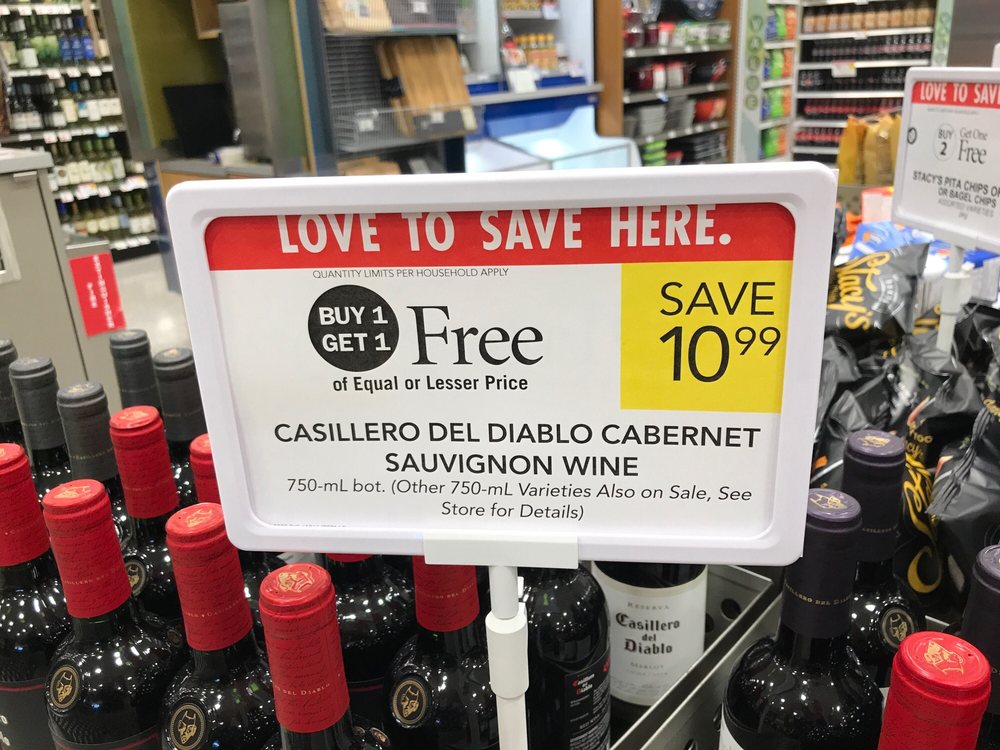 LOVE TO SAVE HERE.
QUANTITY LIMITS PER HOUSEHOLD APPLY
BUY 1
GET 1
Free
of Equal or Lesser Price
SAVE
10.99
CASILLERO DEL DIABLO CABERNET
SAUVIGNON WINE
750-mL bot. (Other 750-mL Varieties Also on Sale, See
Store for Details)
LOVE TO SAV
BUY
2
Get One
Free
STACY'S PITA CHIPS O
OR BAGEL CHIPS
ASSORTED VARIETIES
Stacy's
RESERVA
Casillero
del
Diablo
MERLOT